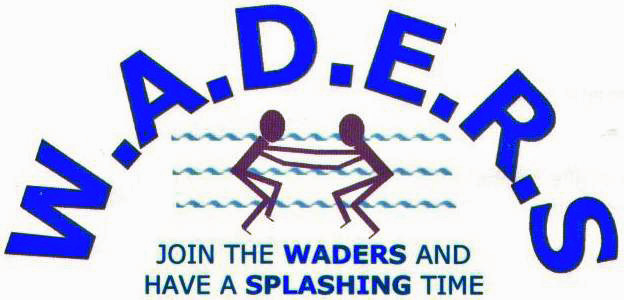 W.A.D.E.R.S
JOIN THE WADERS AND
HAVE A SPLASHING TIME